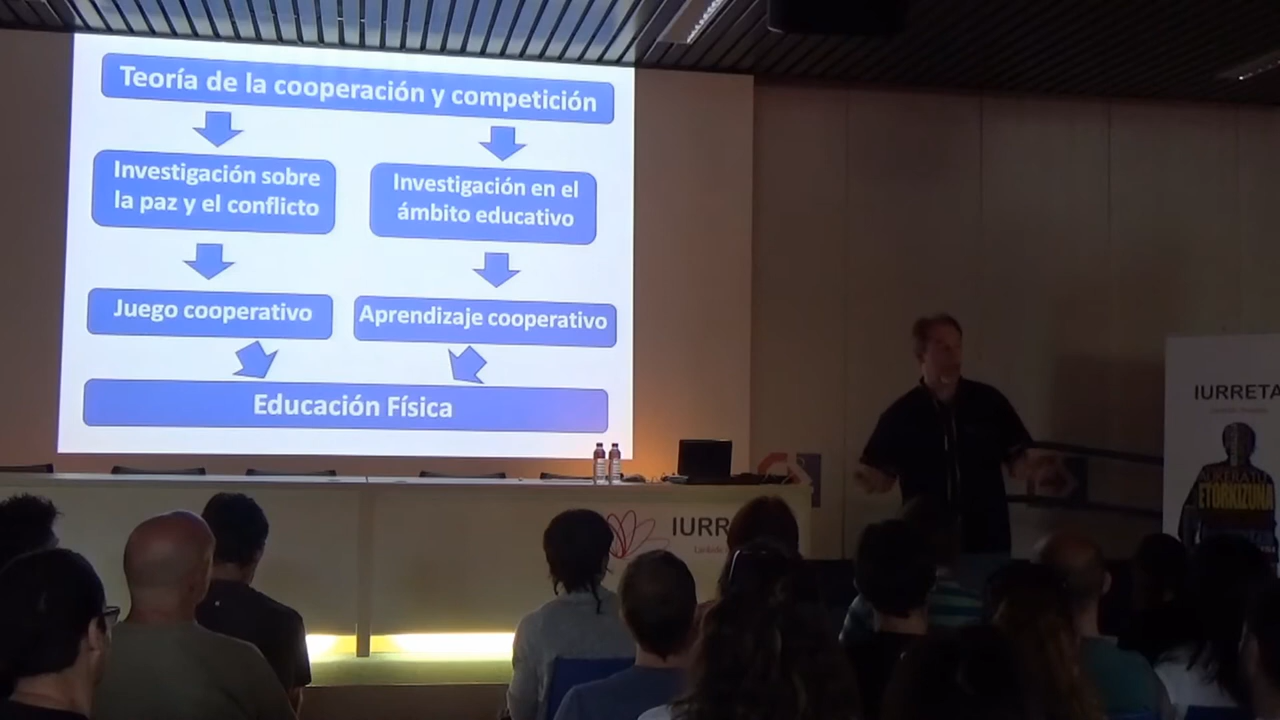 Teoría de la cooperación y competición
Investigación sobre
la paz y el conflicto
Investigación en el
ámbito educativo
Juego cooperativo
Aprendizaje cooperativo
Educación Física
IURRETA
IURR
ETORKIZUNA